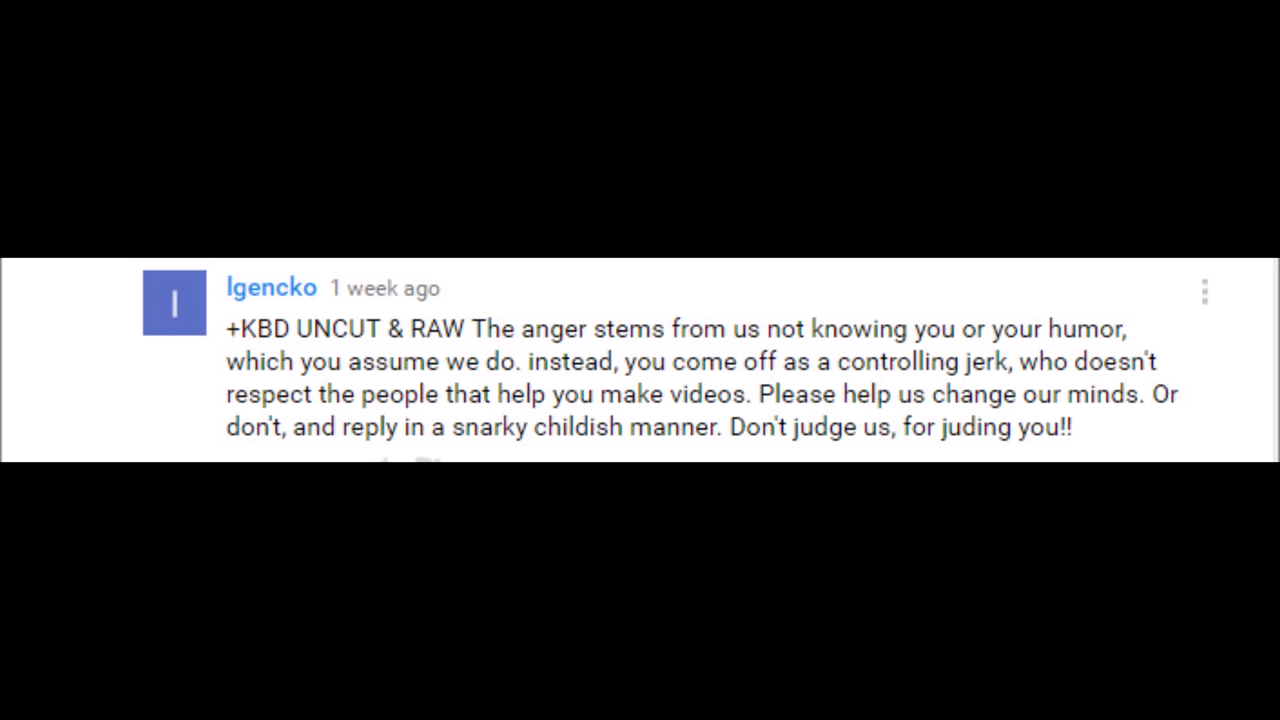 I
lgencko 1 week ago
+KBD UNCUT & RAW The anger stems from us not knowing you or your humor,
which you assume we do. instead, you come off as a controlling jerk, who doesn't
respect the people that help you make videos. Please help us change our minds. Or
don't, and reply in a snarky childish manner. Don't judge us, for juding you!!